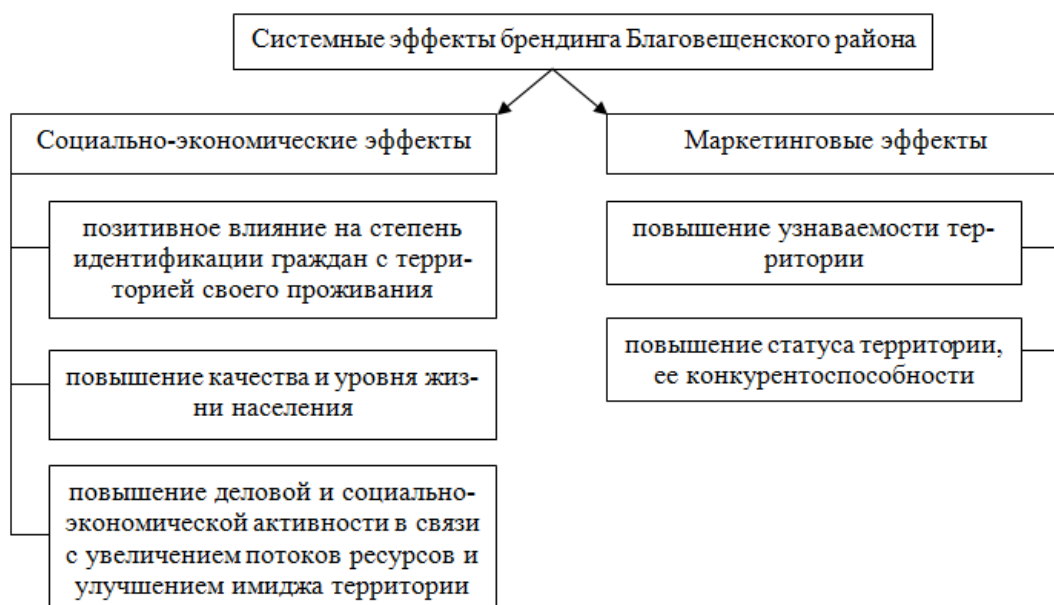 Системные эффекты брендинга Благовещенского района
Социально-экономические эффекты
Маркетинговые эффекты
позитивное влияние на степень
идентификации граждан с терри-
торией своего проживания
повышение качества и уровня жиз-
ни населения
повышение деловой и социально-
экономической активности в связи
с увеличением потоков ресурсов и
улучшением имиджа территории
повышение узнаваемости тер-
ритории
повышение статуса территории,
ее конкурентоспособности